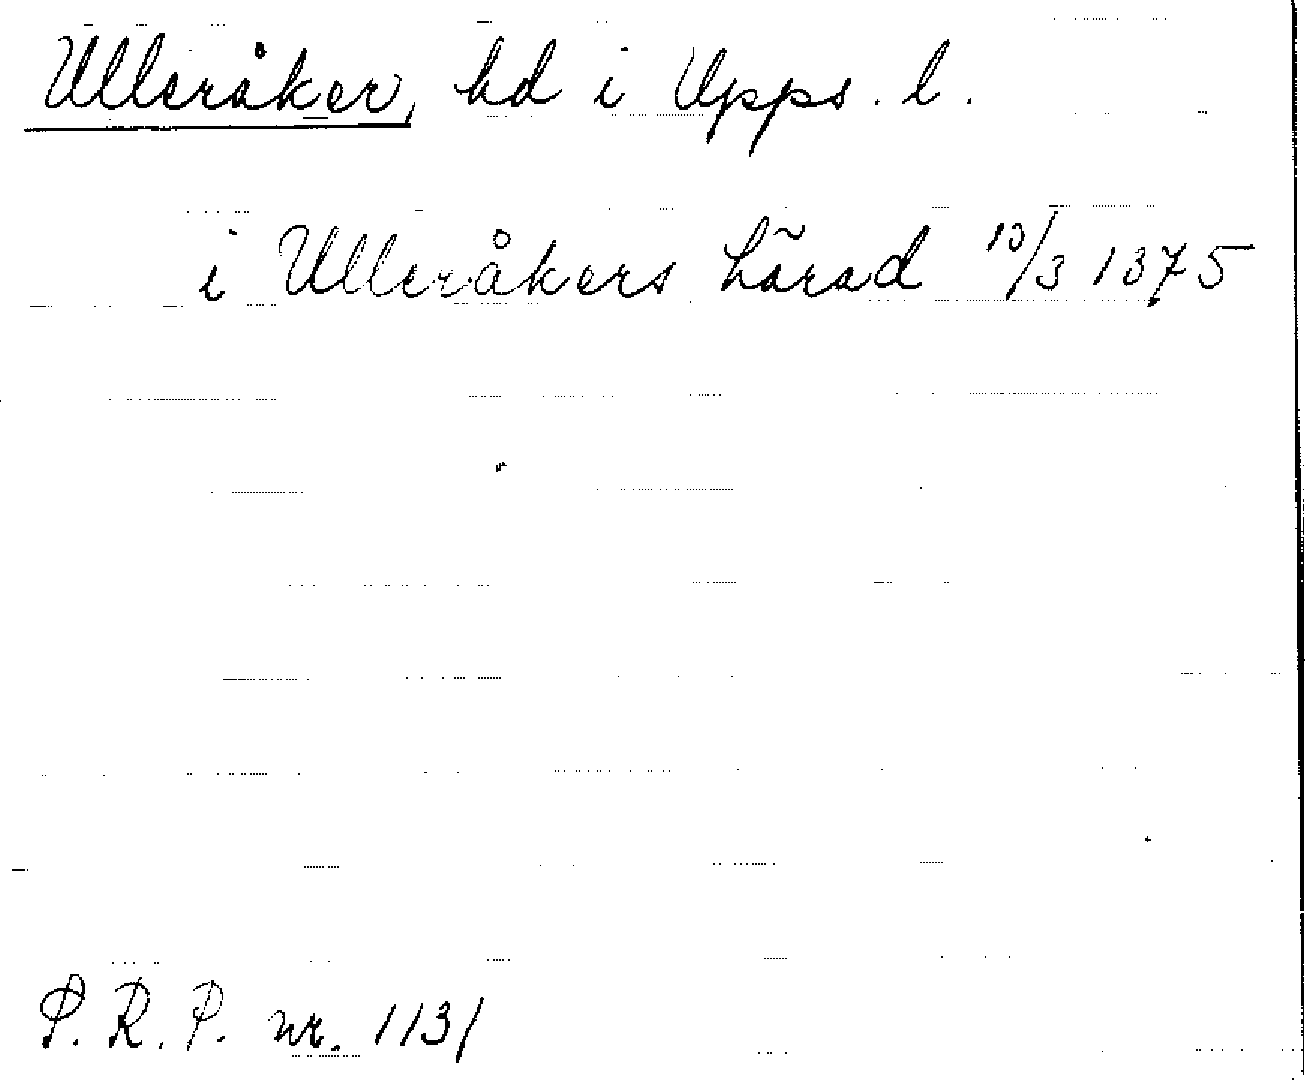 Ulleråker, hd i Upps. l.
i Ulleråkers härad 10/3 1375
P. R. P. nr. 1131